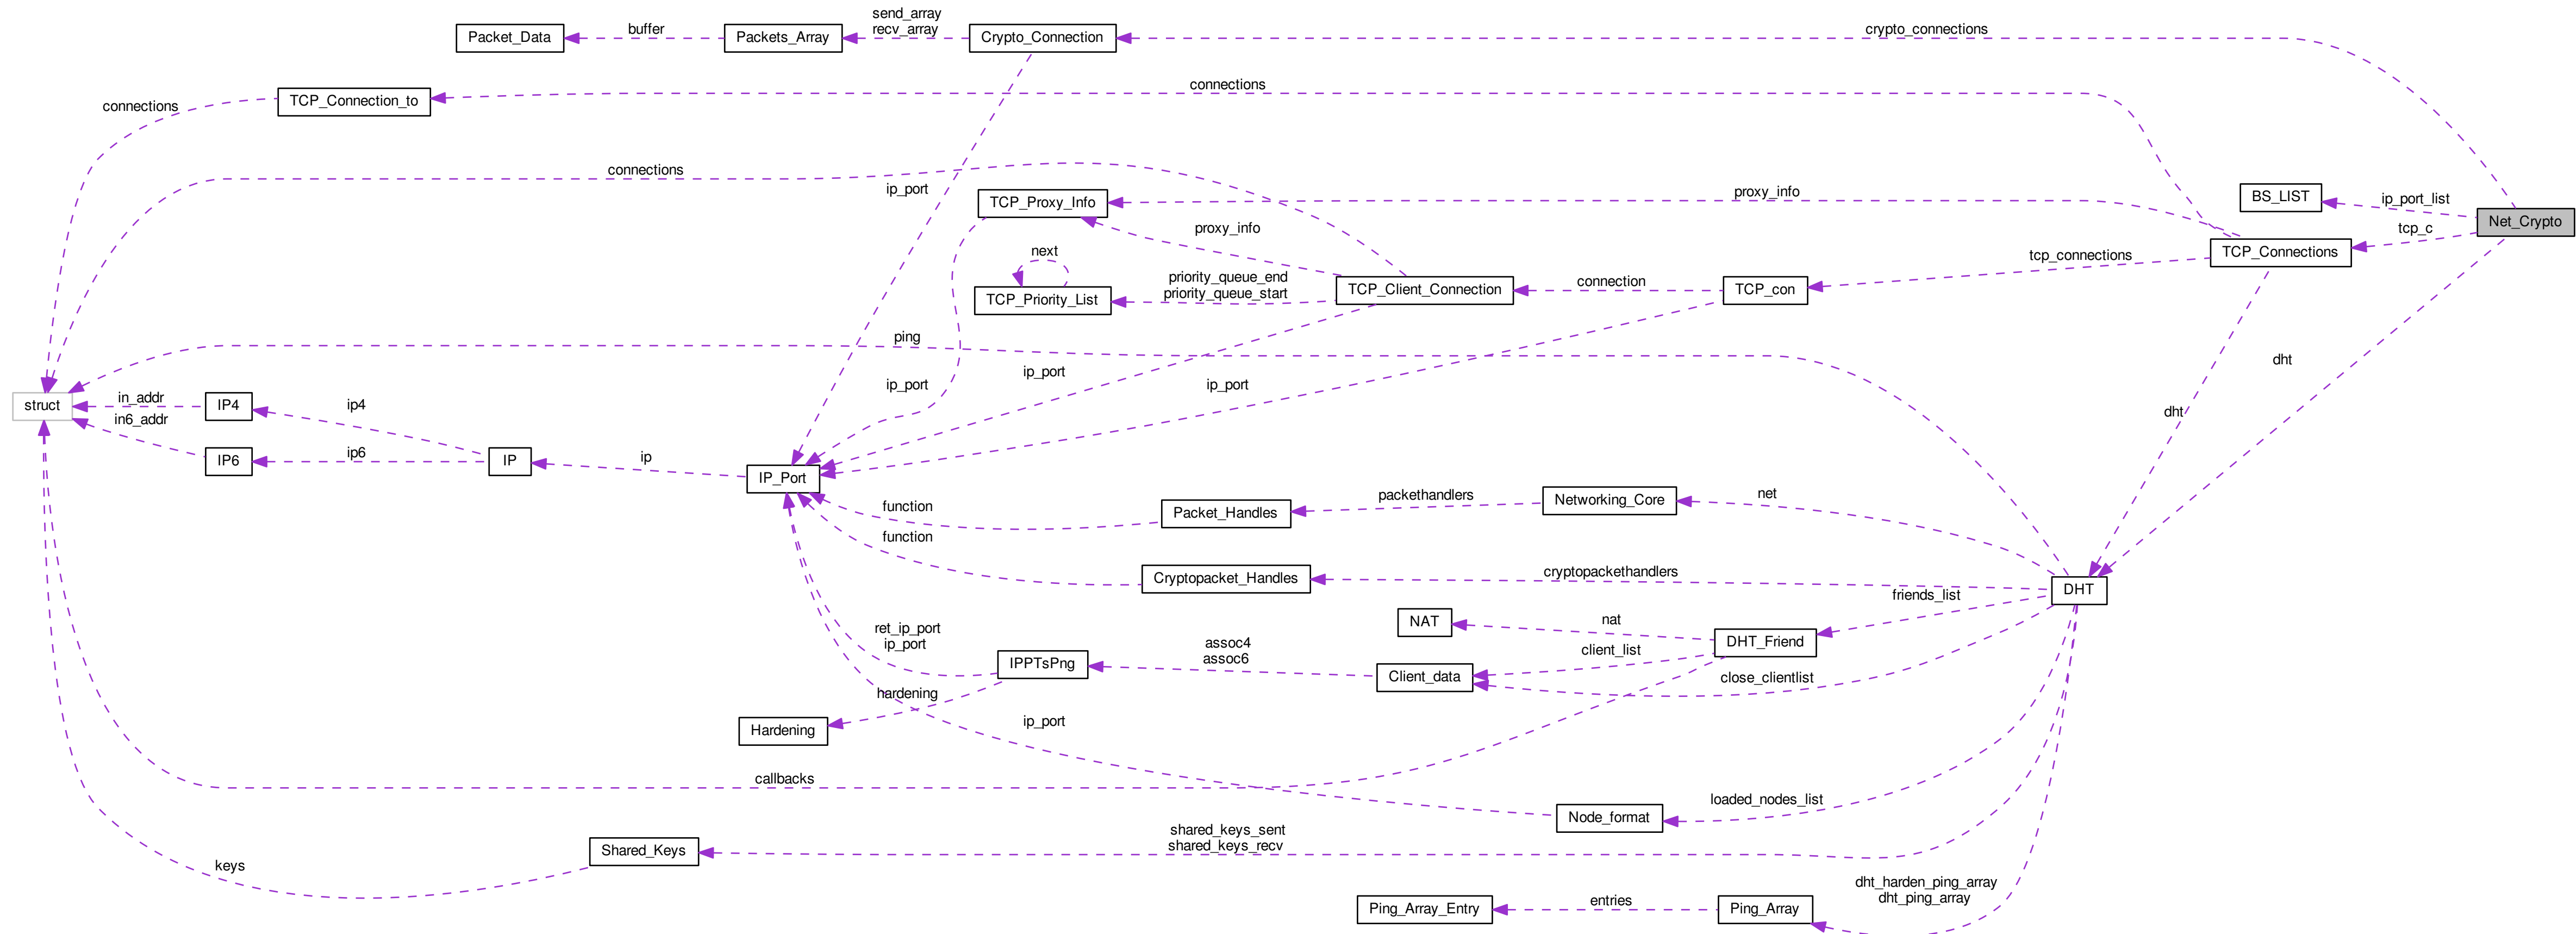 send_array
recv_array
crypto_connections
buffer
Packet_Data
Packets_Array
Crypto_Connection
connections
TCP_Connection_to
connections
connections
ip_port
TCP_Proxy_Info
proxy_info
BS_LIST
ip_port_list
Net_Crypto
proxy_info
tcp_c
TCP_Connections
next
tcp_connections
priority_queue_end
priority_queue_start
TCP_Priority_List
TCP_Client_Connection
connection
TCP_con
ping
dht
ip_port
ip_port
ip_port
struct
in_addr
in6_addr
IP4
ip4
dht
IP6
ip6
IP
ip
IP_Port
function
Packet_Handles
packethandlers
Networking_Core
net
function
Cryptopacket_Handles
cryptopackethandlers
DHT
friends_list
NAT
nat
ret_ip_port
ip_port
DHT_Friend
assoc4
assoc6
client_list
IPPTsPng
Client_data
close_clientlist
hardening
Hardening
ip_port
callbacks
loaded_nodes_list
Node_format
shared_keys_sent
shared_keys_recv
Shared_Keys
keys
dht_harden_ping_array
dht_ping_array
Ping_Array_Entry
entries
Ping_Array